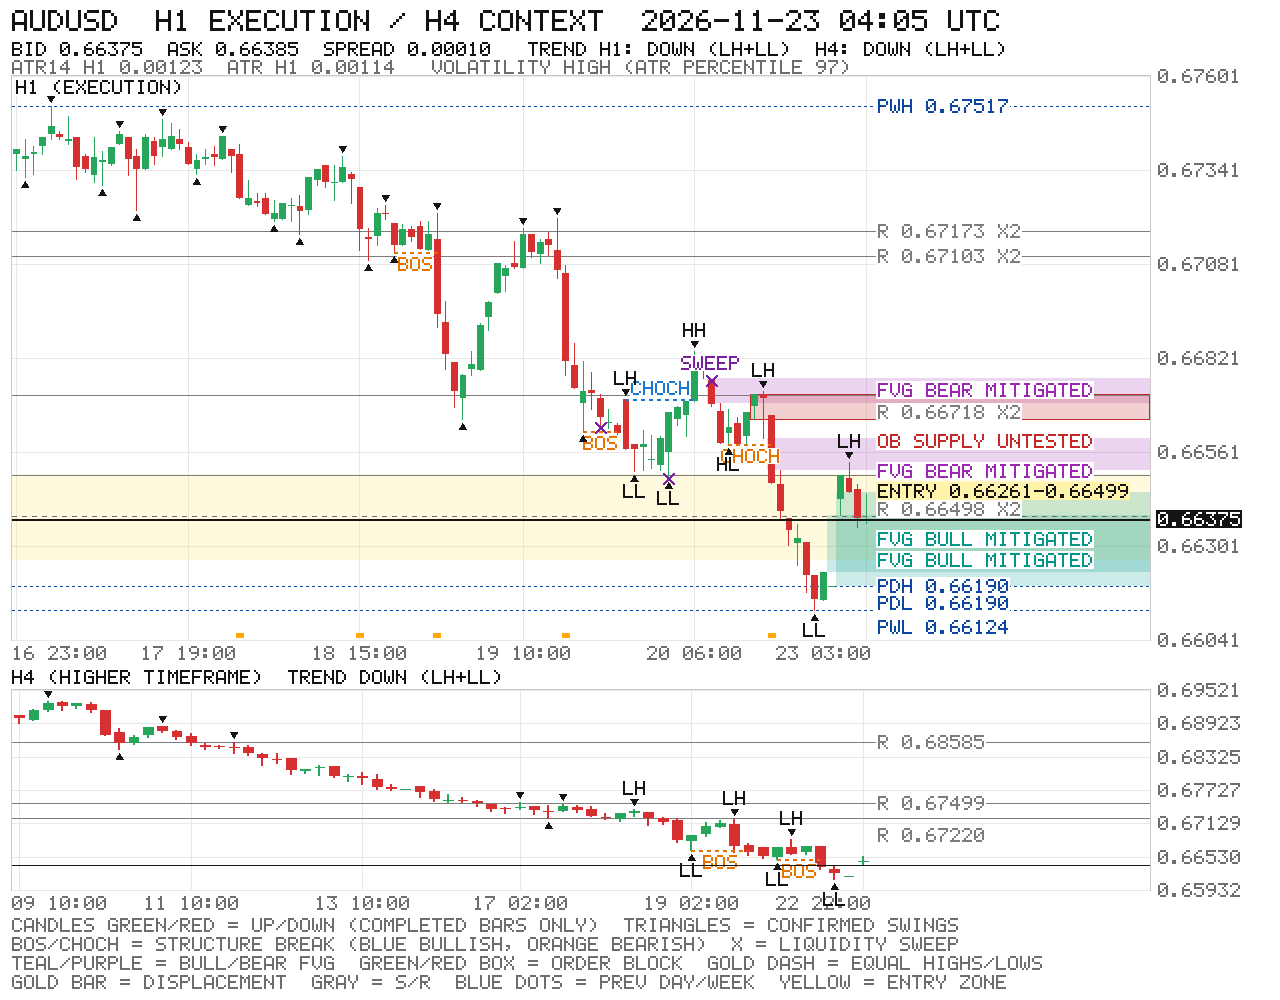 AUDUSD  H1 EXECUTION / H4 CONTEXT  2026-11-23 04:05 UTC
BID 0.66375  ASK 0.66385  SPREAD 0.00010   TREND H1: DOWN (LH+LL)  H4: DOWN (LH+LL)
ATR14 H1 0.00123  ATR H1 0.00114   VOLATILITY HIGH (ATR PERCENTILE 97)
0.67601
H1 (EXECUTION)
PWH 0.67517
0.67341
R 0.67173 X2
R 0.67103 X2
BOS
0.67081
HH
0.66821
SWEEP
LH
LH
CHOCH
FVG BEAR MITIGATED
R 0.66718 X2
BOS
LH
OB SUPPLY UNTESTED
CHOCH
0.66561
HL
FVG BEAR MITIGATED
LL
LL
ENTRY 0.66261-0.66499
R 0.66498 X2
0.66375
FVG BULL MITIGATED
0.66301
FVG BULL MITIGATED
PDH 0.66190
PDL 0.66190
PWL 0.66124
LL
0.66041
16 23:00  17 19:00  18 15:00  19 10:00  20 06:00  23 03:00
H4 (HIGHER TIMEFRAME)  TREND DOWN (LH+LL)
0.69521
0.68923
R 0.68585
0.68325
LH
0.67727
LH
R 0.67499
LH
0.67129
R 0.67220
BOS
0.66530
LL
BOS
LL
LL
0.65932
09 10:00  11 10:00  13 10:00  17 02:00  19 02:00  22 22:00
CANDLES GREEN/RED = UP/DOWN (COMPLETED BARS ONLY)  TRIANGLES = CONFIRMED SWINGS
BOS/CHOCH = STRUCTURE BREAK (BLUE BULLISH, ORANGE BEARISH)  X = LIQUIDITY SWEEP
TEAL/PURPLE = BULL/BEAR FVG  GREEN/RED BOX = ORDER BLOCK  GOLD DASH = EQUAL HIGHS/LOWS
GOLD BAR = DISPLACEMENT  GRAY = S/R  BLUE DOTS = PREV DAY/WEEK  YELLOW = ENTRY ZONE